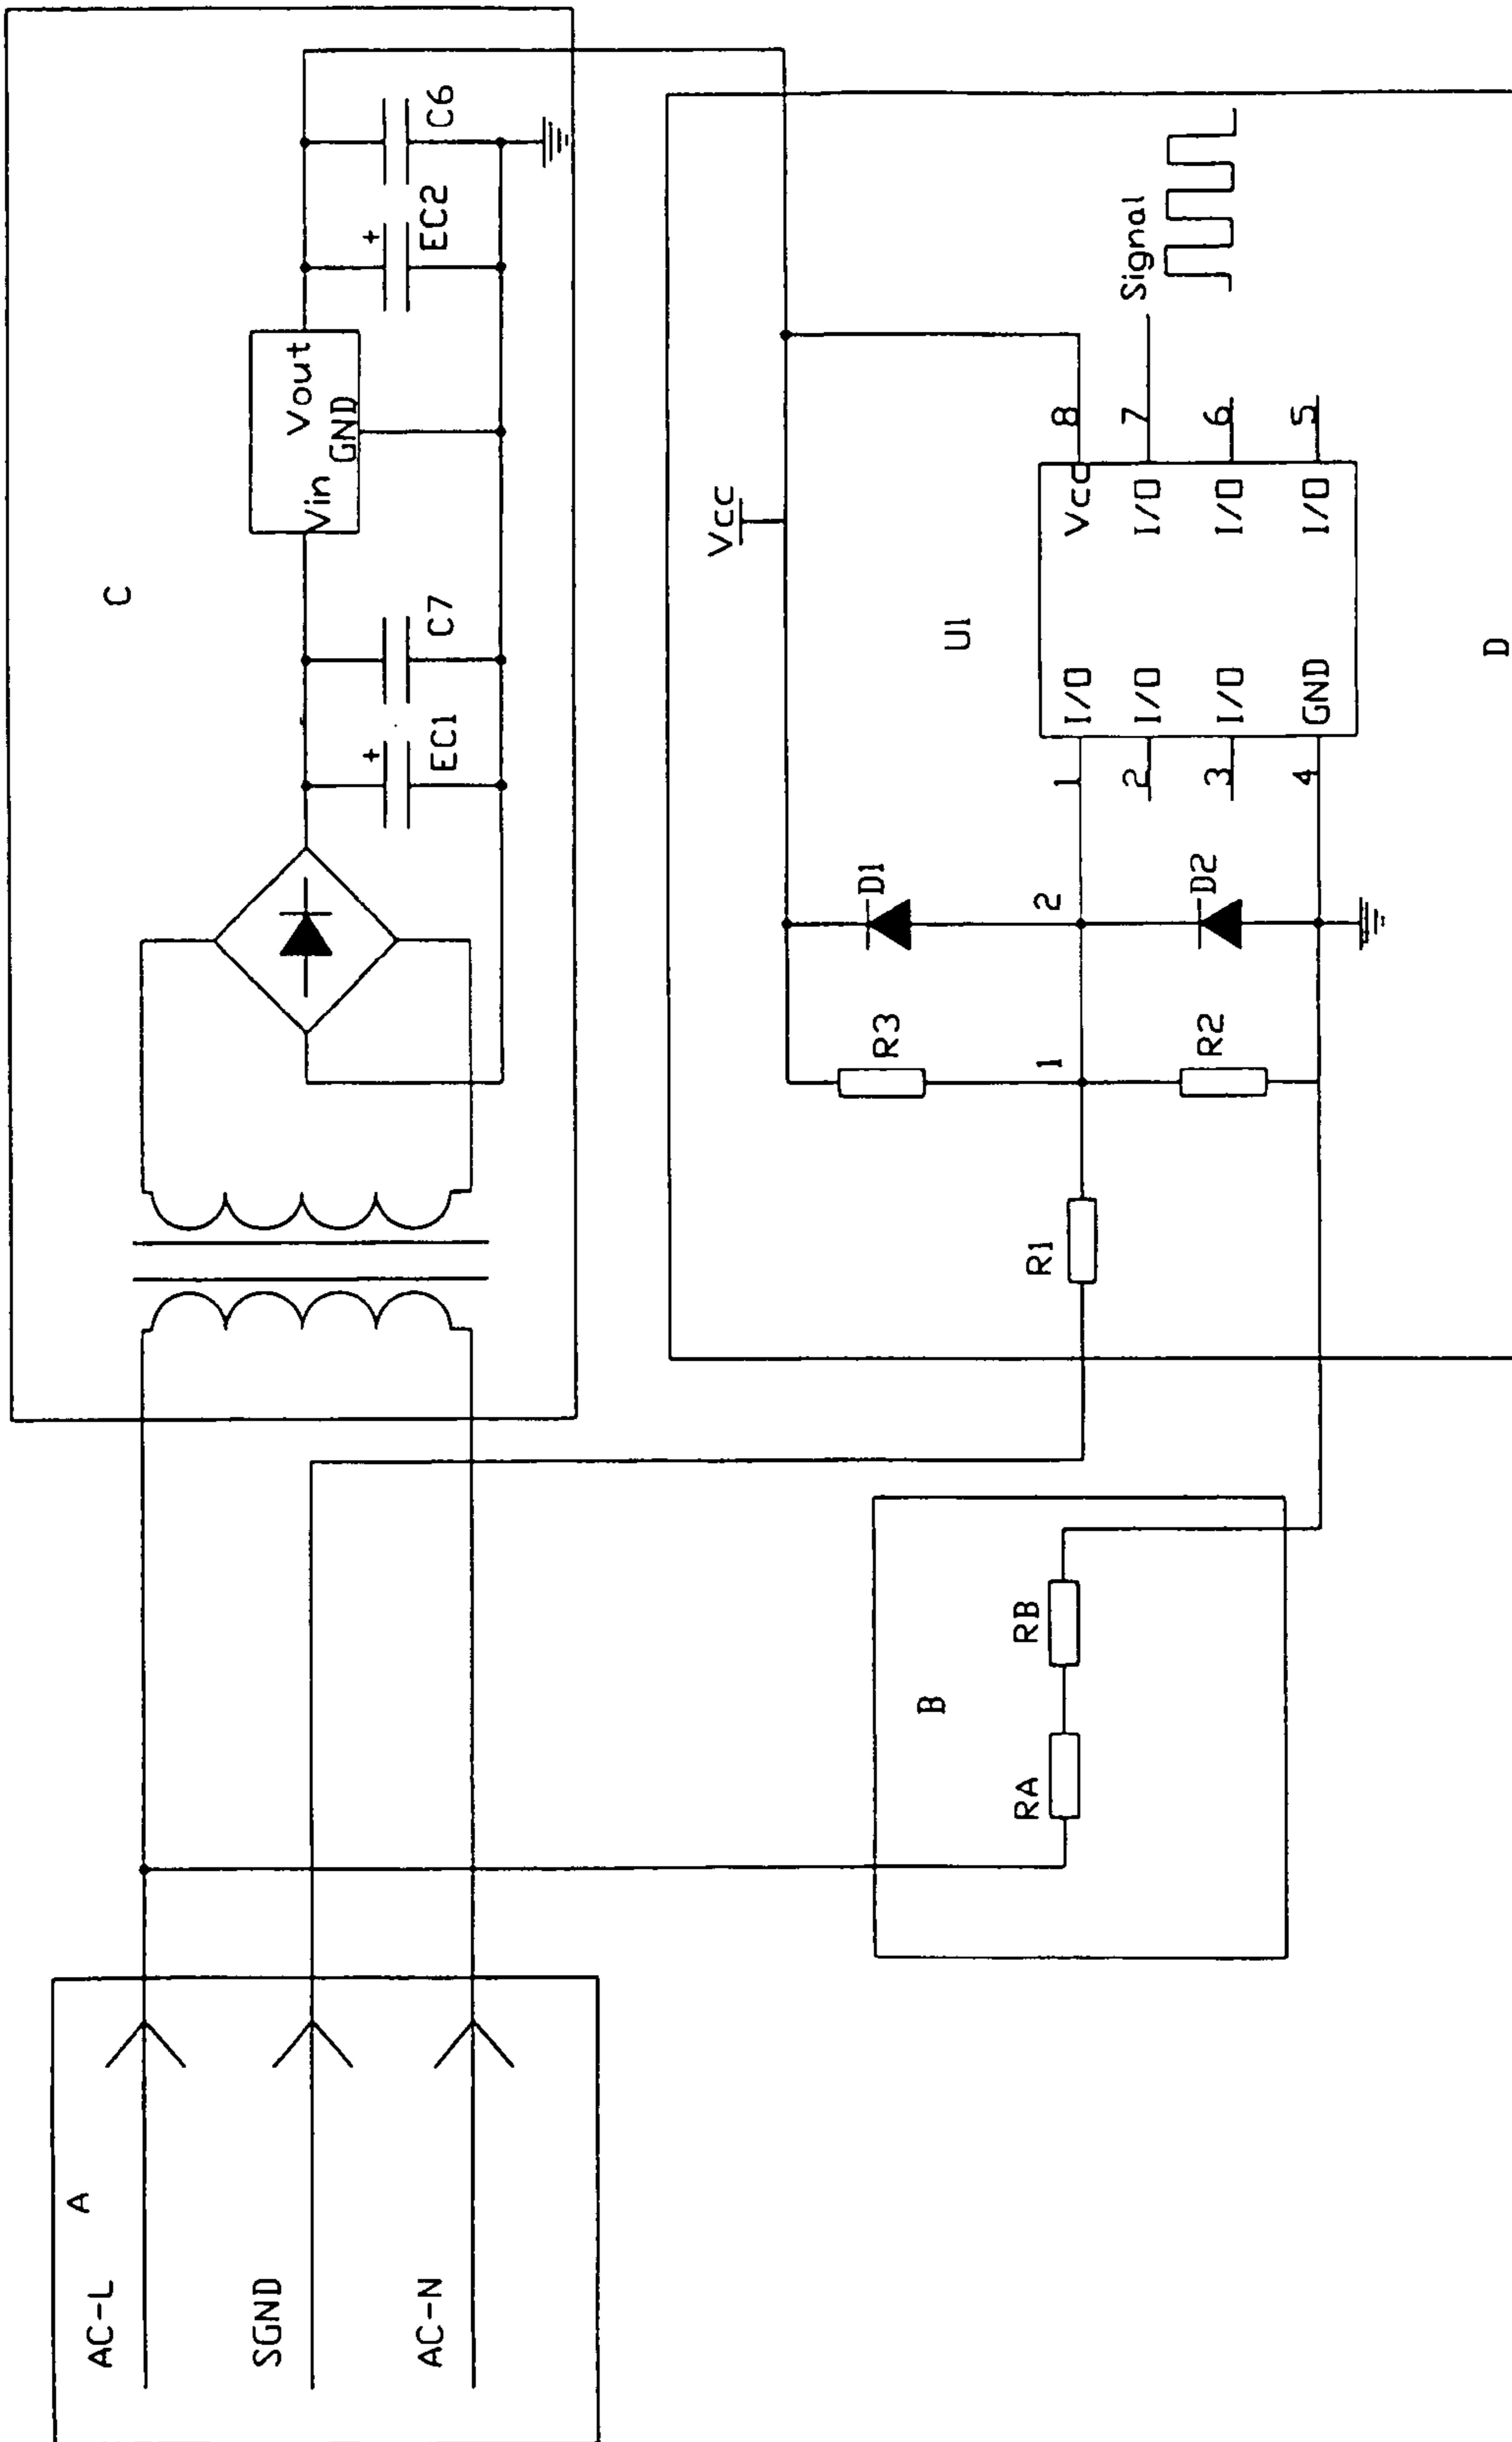 A
AC-L
SGND
AC-N
B
RA
RB
C
EC1
C7
Vin
Vout
GND
+
EC2
C6
+
Vcc
R1
R3
R2
1
2
D1
D2
U1
1
2
3
4
I/O
I/O
I/O
GND
Vcc
I/O
I/O
I/O
8
7
6
5
Signal
D